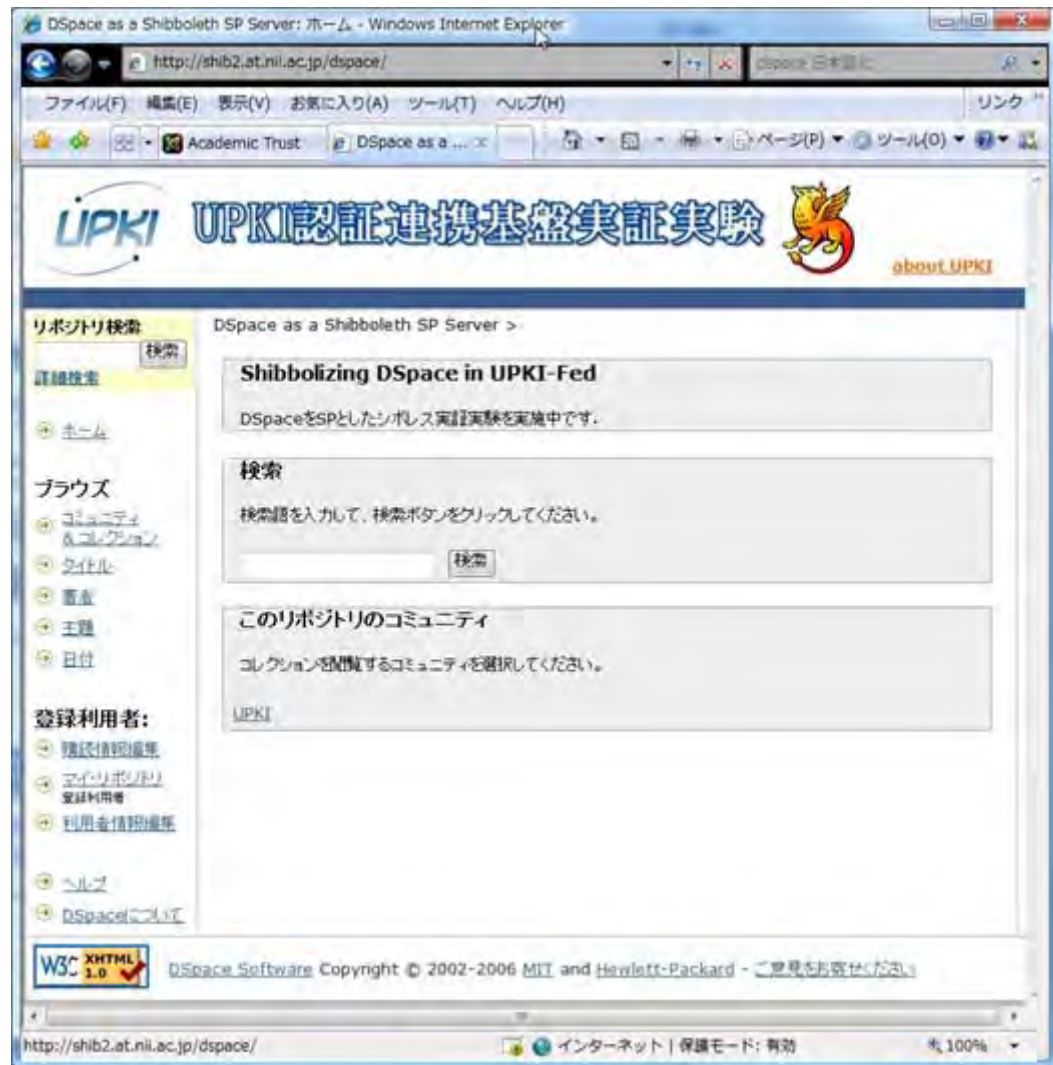 DSpace as a Shibboleth SP Server: ホーム - Windows Internet Explorer
http://shib2.at.nii.ac.jp/dspace/
dspace 日本語化
ファイル(F) 編集(E) 表示(V) お気に入り(A) ツール(T) ヘルプ(H)
リンク
Academic Trust
DSpace as a ...
ページ(P)
ツール(O)
UPKI
UPKI認証連携基盤実証実験
about UPKI
リポジトリ検索
検索
詳細検索
ホーム
ブラウズ
コミュニティ
&コレクション
タイトル
著者
主題
日付
登録利用者:
購読情報編集
マイ・リポジトリ
登録利用者
利用者情報編集
ヘルプ
DSpaceについて
DSpace as a Shibboleth SP Server >
Shibbolizing DSpace in UPKI-Fed
DSpaceをSPとしたシボレス実証実験を実施中です.
検索
検索語を入力して、検索ボタンをクリックしてください。
検索
このリポジトリのコミュニティ
コレクションを閲覧するコミュニティを選択してください。
UPKI
W3C XHTML 1.0
DSpace Software Copyright © 2002-2006 MIT and Hewlett-Packard - ご意見をお寄せください
http://shib2.at.nii.ac.jp/dspace/
インターネット | 保護モード: 有効
100%